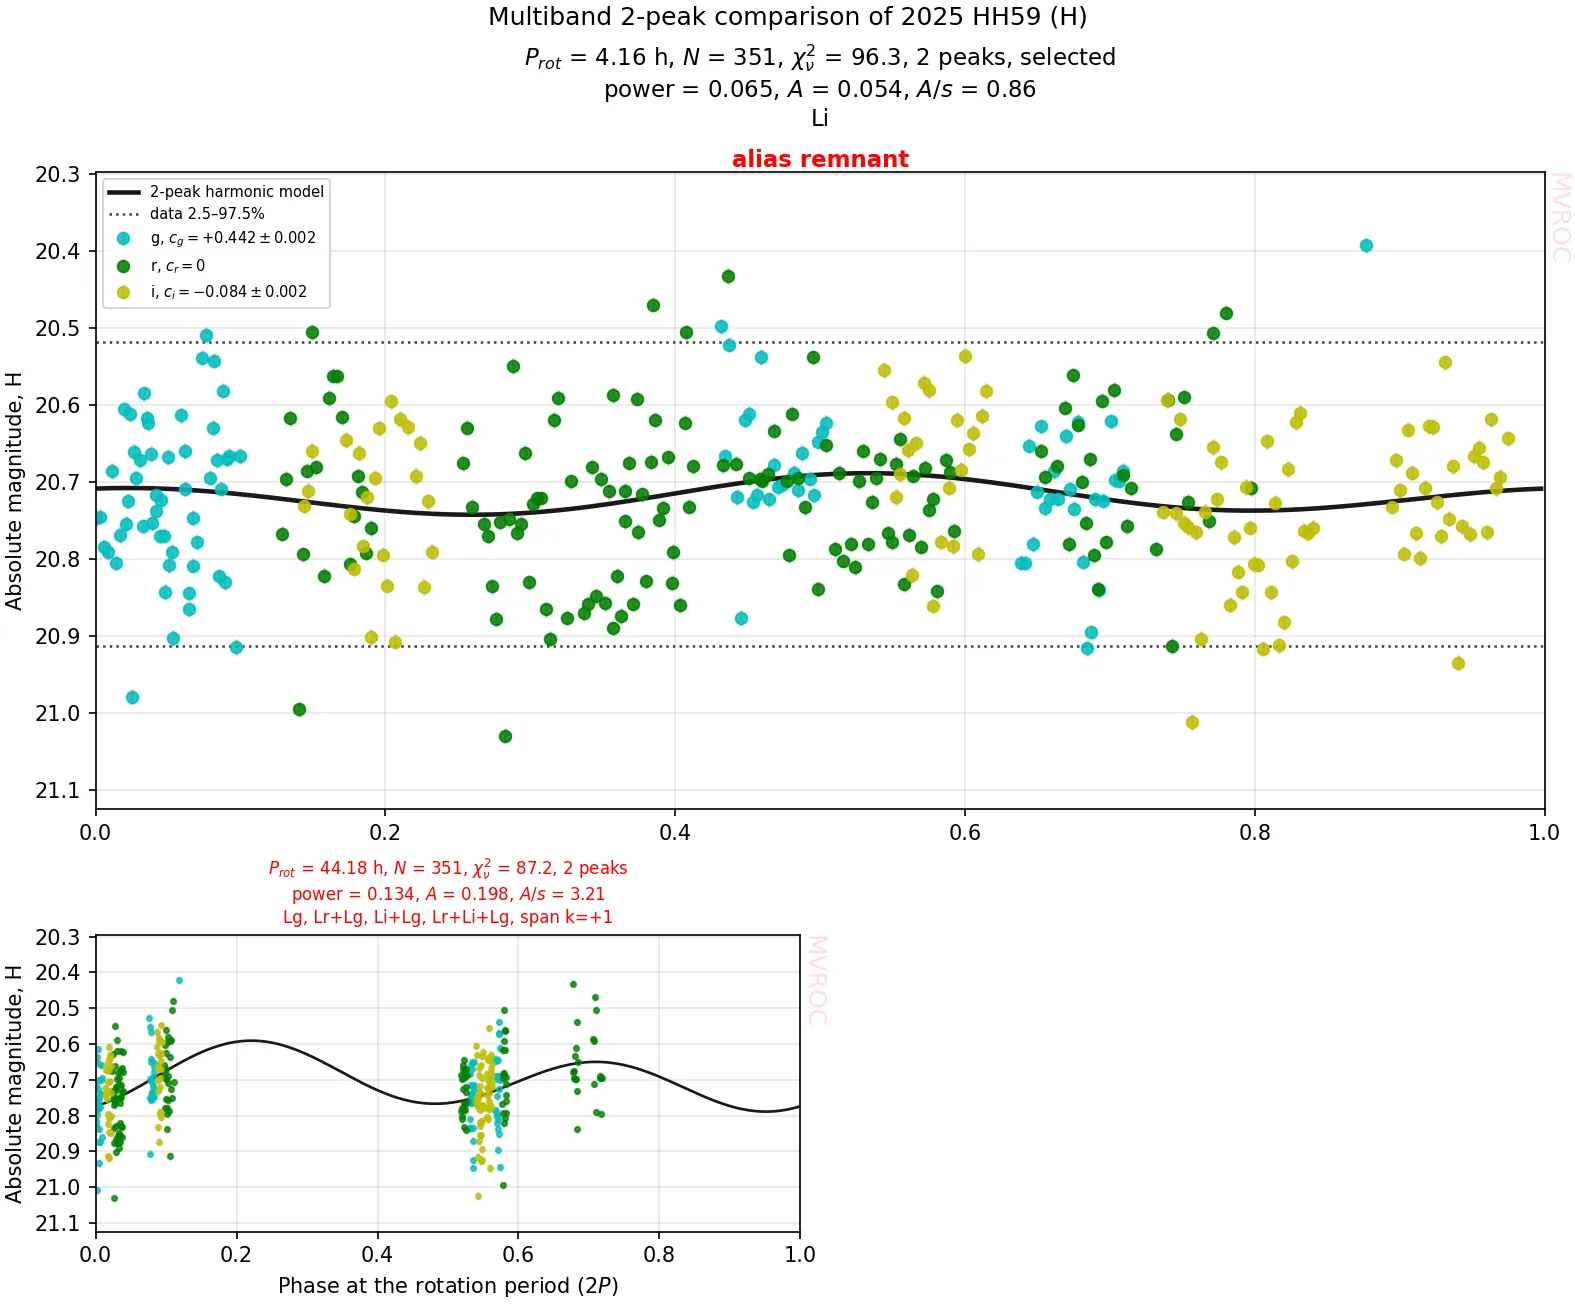 Multiband 2-peak comparison of 2025 HH59 (H)
P_rot = 4.16 h, N = 351, χ²_ν = 96.3, 2 peaks, selected
power = 0.065, A = 0.054, A/s = 0.86
Li
alias remnant
20.3
20.4
20.5
20.6
20.7
20.8
20.9
21.0
21.1
Absolute magnitude, H
2-peak harmonic model
data 2.5–97.5%
g, c_g = +0.442 ± 0.002
r, c_r = 0
i, c_i = −0.084 ± 0.002
MVROC
0.0 0.2 0.4 0.6 0.8 1.0
P_rot = 44.18 h, N = 351, χ²_ν = 87.2, 2 peaks
power = 0.134, A = 0.198, A/s = 3.21
Lg, Lr+Lg, Li+Lg, Lr+Li+Lg, span k=+1
20.3
20.4
20.5
20.6
20.7
20.8
20.9
21.0
21.1
Absolute magnitude, H
MVROC
0.0 0.2 0.4 0.6 0.8 1.0
Phase at the rotation period (2P)